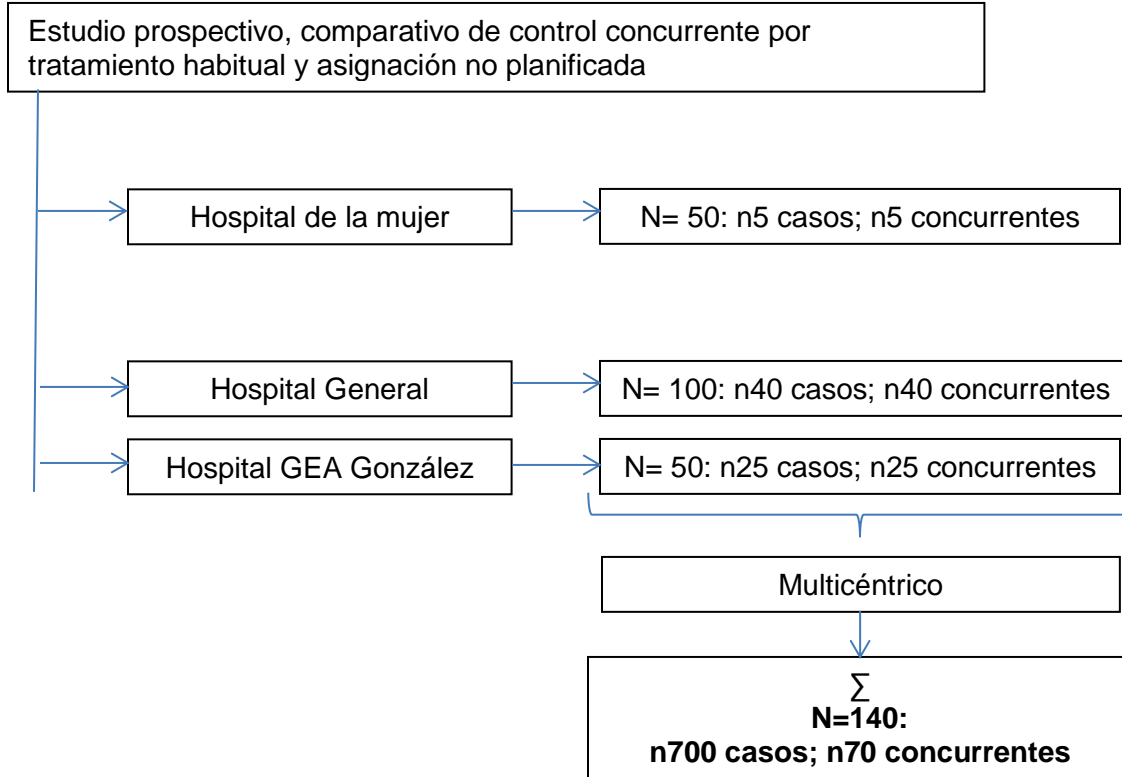 Estudio prospectivo, comparativo de control concurrente por
tratamiento habitual y asignación no planificada
Hospital de la mujer
N= 50: n5 casos; n5 concurrentes
Hospital General
N= 100: n40 casos; n40 concurrentes
Hospital GEA González
N= 50: n25 casos; n25 concurrentes
Multicéntrico
∑
N=140:
n700 casos; n70 concurrentes